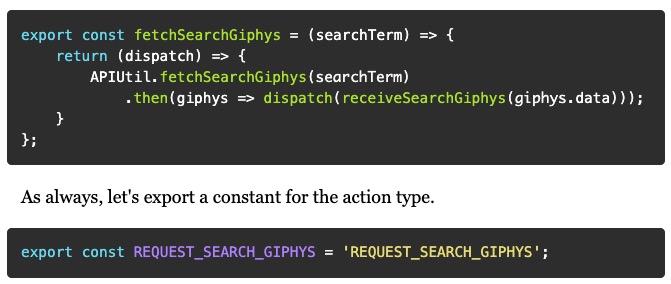 export const fetchSearchGiphys = (searchTerm) => {
    return (dispatch) => {
        APIUtil.fetchSearchGiphys(searchTerm)
            .then(giphys => dispatch(receiveSearchGiphys(giphys.data)));
    }
};
As always, let's export a constant for the action type.
export const REQUEST_SEARCH_GIPHYS = 'REQUEST_SEARCH_GIPHYS';